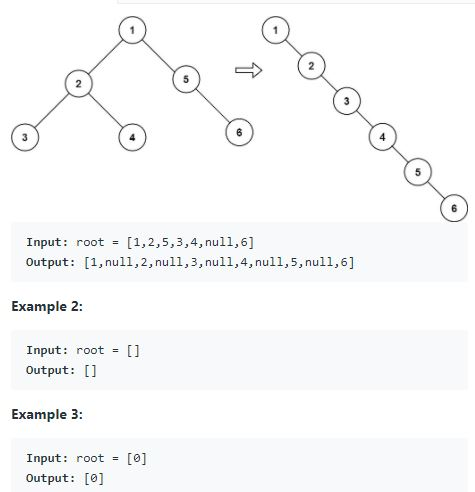 1
1
2
5
2
3
3
4
6
4
5
6
Input: root = [1,2,5,3,4,null,6]
Output: [1,null,2,null,3,null,4,null,5,null,6]
Example 2:
Input: root = []
Output: []
Example 3:
Input: root = [0]
Output: [0]